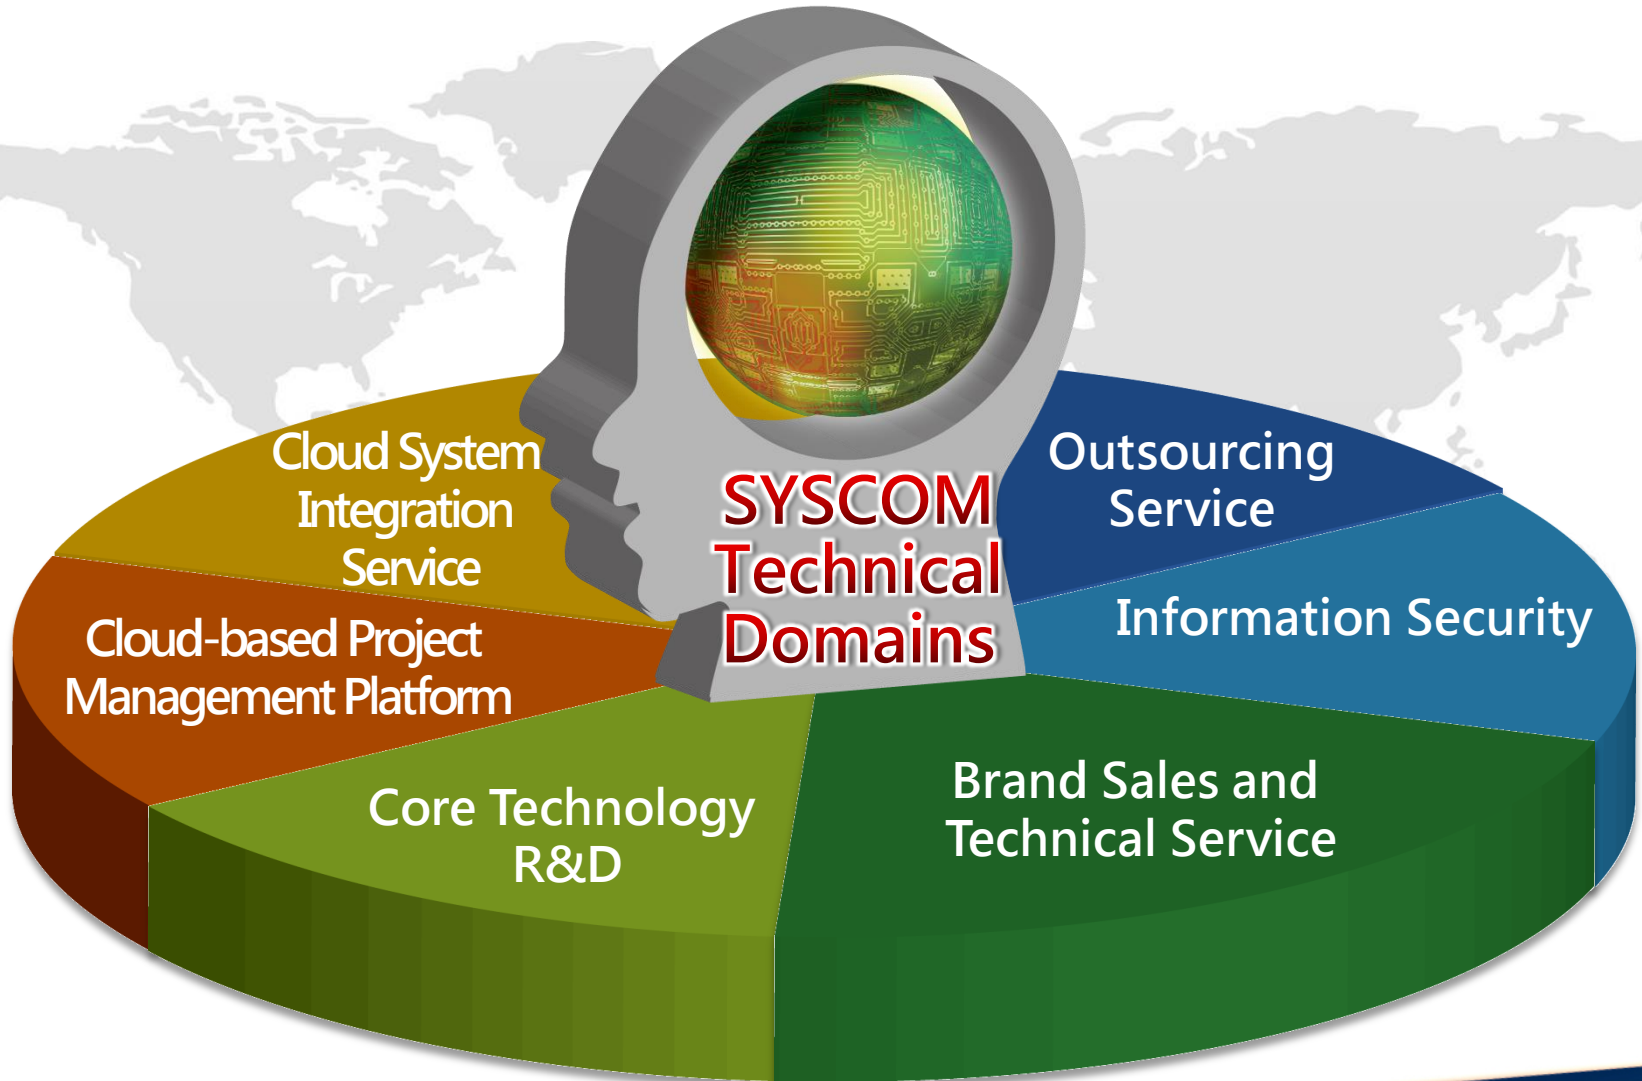 Cloud System
Integration
Service
SYSCOM
Technical
Domains
Outsourcing
Service
Cloud-based Project
Management Platform
Information Security
Core Technology
R&D
Brand Sales and
Technical Service